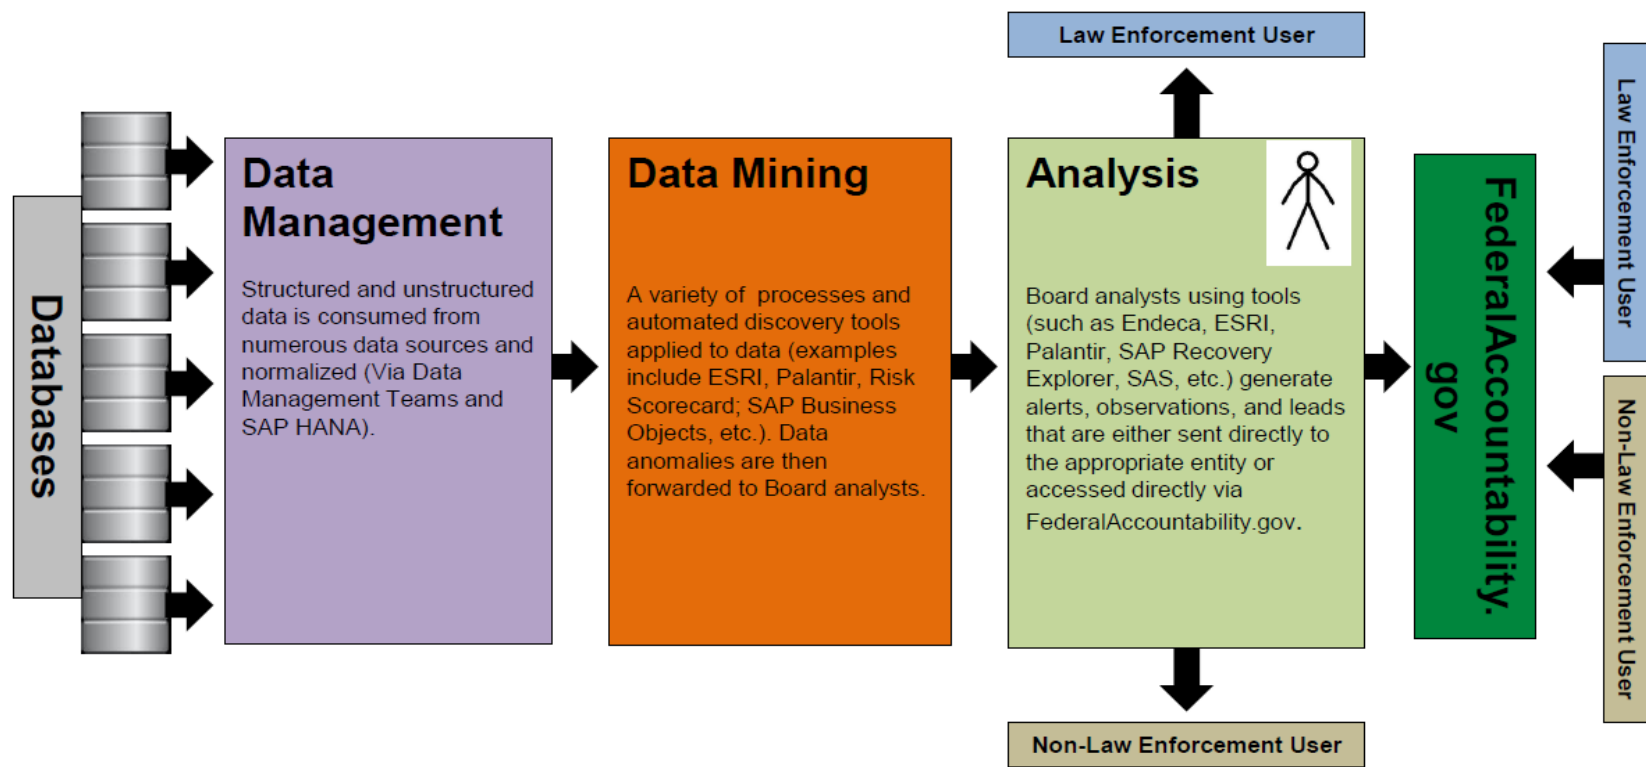 Databases
Data
Management
Structured and unstructured
data is consumed from
numerous data sources and
normalized (Via Data
Management Teams and
SAP HANA).
Data Mining
A variety of  processes and
automated discovery tools
applied to data (examples
include ESRI, Palantir, Risk
Scorecard; SAP Business
Objects, etc.). Data
anomalies are then
forwarded to Board analysts.
Law Enforcement User
Analysis
Board analysts using tools
(such as Endeca, ESRI,
Palantir, SAP Recovery
Explorer, SAS, etc.) generate
alerts, observations, and leads
that are either sent directly to
the appropriate entity or
accessed directly via
FederalAccountability.gov.
Non-Law Enforcement User
FederalAccountability.
gov
Law Enforcement User
Non-Law Enforcement User